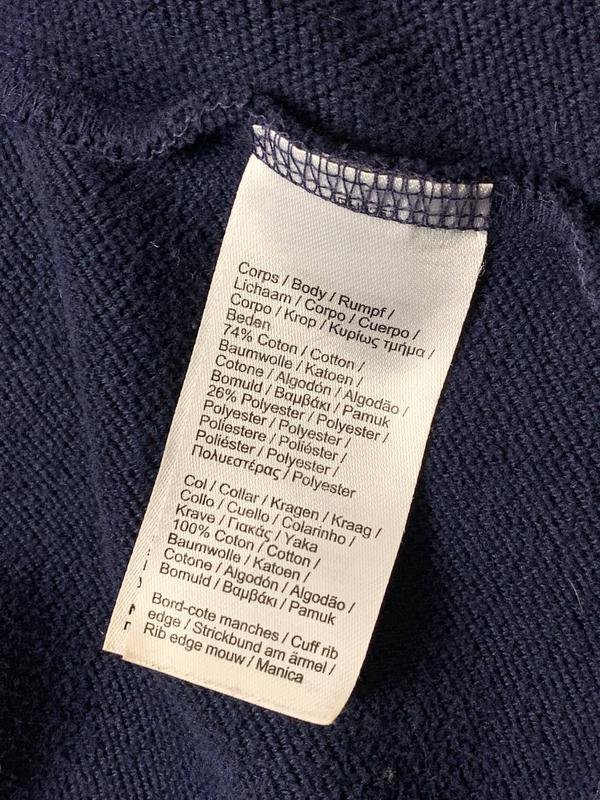 Corps / Body / Rumpf /
Lichaam / Corpo / Cuerpo /
Corpo / Krop / Κυρίως τμήμα /
Beden
74% Coton / Cotton /
Baumwolle / Katoen /
Cotone / Algodón / Algodão /
Bomuld / Βαμβάκι / Pamuk
26% Polyester / Polyester /
Polyester / Polyester /
Poliestere / Poliéster /
Poliéster / Polyester /
Πολυεστέρας / Polyester
Col / Collar / Kragen / Kraag /
Collo / Cuello / Colarinho /
Krave / Γιακάς / Yaka
100% Coton / Cotton /
Baumwolle / Katoen /
Cotone / Algodón / Algodão /
Bomuld / Βαμβάκι / Pamuk
Bord-cote manches / Cuff rib
edge / Strickbund am ärmel /
Rib edge mouw / Manica